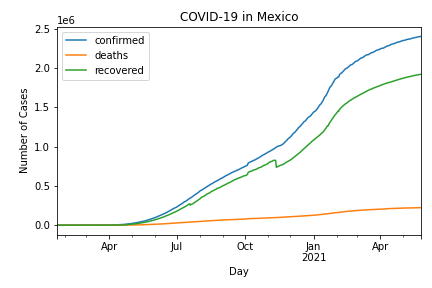 COVID-19 in Mexico
1e6
2.5
2.0
1.5
1.0
0.5
0.0
Number of Cases
confirmed
deaths
recovered
Apr
Jul
Oct
Jan
2021
Apr
Day